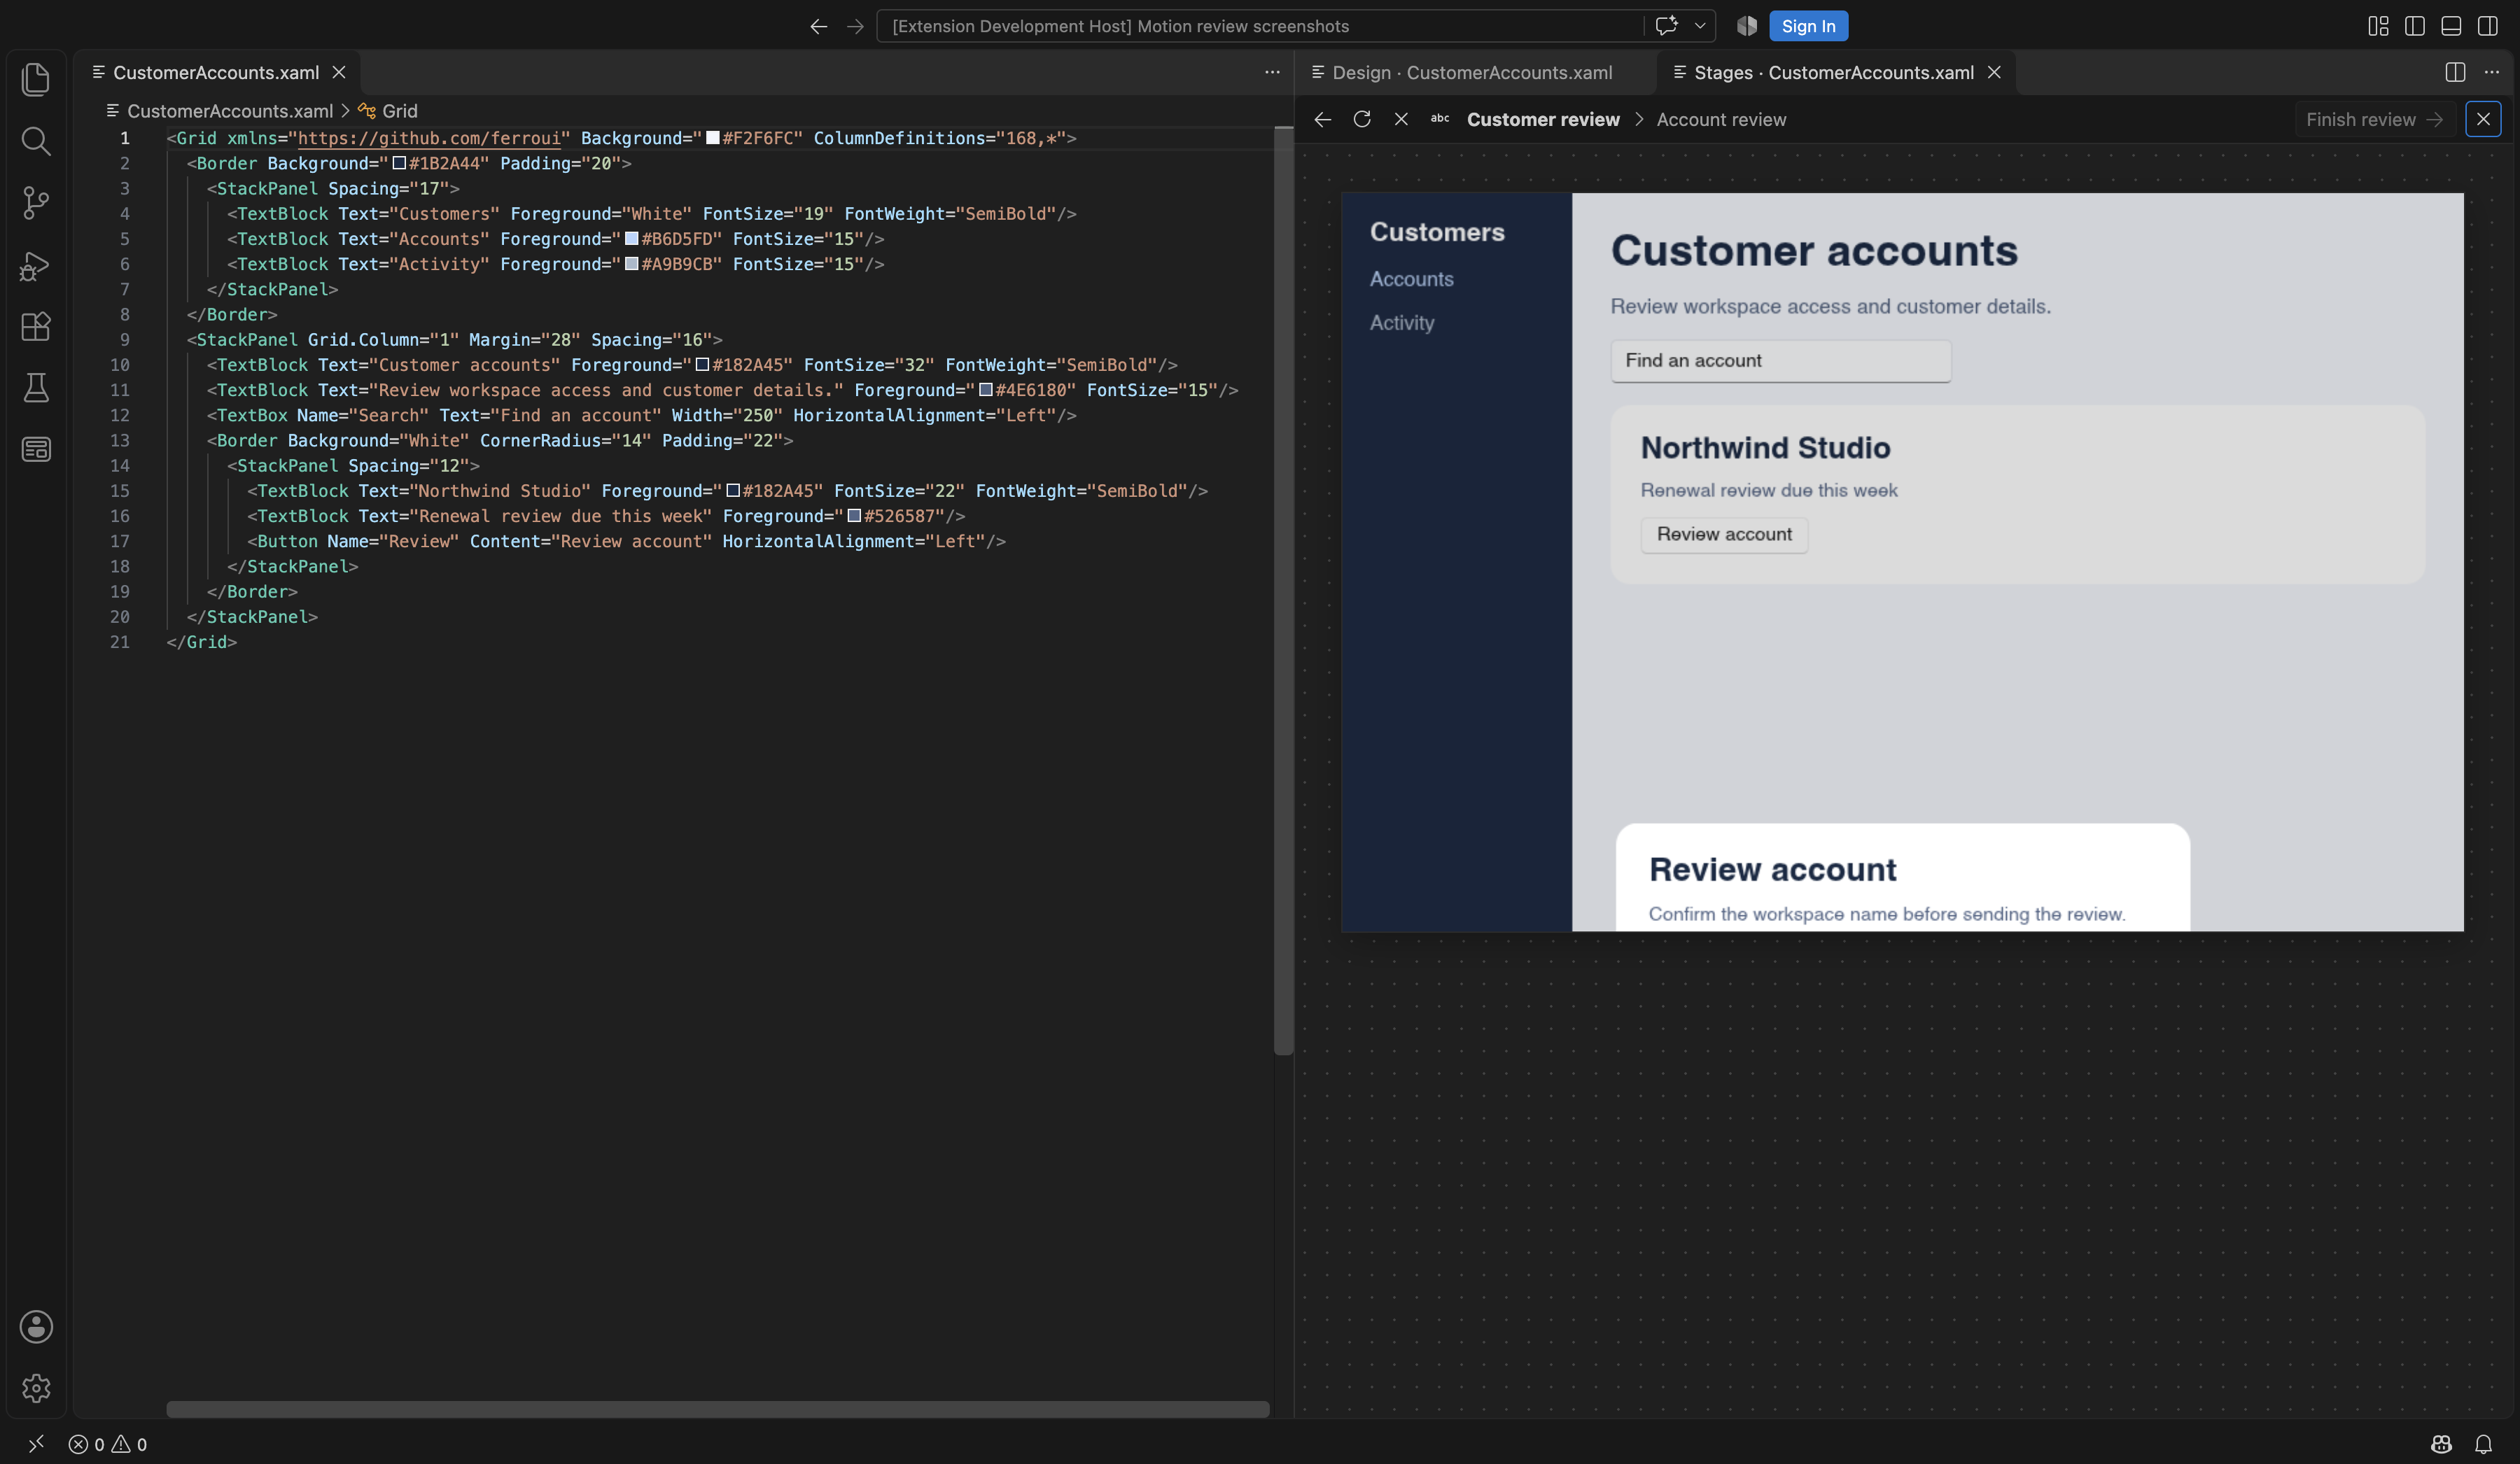 [Extension Development Host] Motion review screenshots
Sign In
CustomerAccounts.xaml
CustomerAccounts.xaml > Grid
1 <Grid xmlns="https://github.com/ferroui" Background="#F2F6FC" ColumnDefinitions="168,*">
2 <Border Background="#1B2A44" Padding="20">
3 <StackPanel Spacing="17">
4 <TextBlock Text="Customers" Foreground="White" FontSize="19" FontWeight="SemiBold"/>
5 <TextBlock Text="Accounts" Foreground="#B6D5FD" FontSize="15"/>
6 <TextBlock Text="Activity" Foreground="#A9B9CB" FontSize="15"/>
7 </StackPanel>
8 </Border>
9 <StackPanel Grid.Column="1" Margin="28" Spacing="16">
10 <TextBlock Text="Customer accounts" Foreground="#182A45" FontSize="32" FontWeight="SemiBold"/>
11 <TextBlock Text="Review workspace access and customer details." Foreground="#4E6180" FontSize="15"/>
12 <TextBox Name="Search" Text="Find an account" Width="250" HorizontalAlignment="Left"/>
13 <Border Background="White" CornerRadius="14" Padding="22">
14 <StackPanel Spacing="12">
15 <TextBlock Text="Northwind Studio" Foreground="#182A45" FontSize="22" FontWeight="SemiBold"/>
16 <TextBlock Text="Renewal review due this week" Foreground="#526587"/>
17 <Button Name="Review" Content="Review account" HorizontalAlignment="Left"/>
18 </StackPanel>
19 </Border>
20 </StackPanel>
21 </Grid>
Design · CustomerAccounts.xaml
Stages · CustomerAccounts.xaml
abc Customer review > Account review
Finish review
Customers
Accounts
Activity
Customer accounts
Review workspace access and customer details.
Find an account
Northwind Studio
Renewal review due this week
Review account
Review account
Confirm the workspace name before sending the review.
0 0